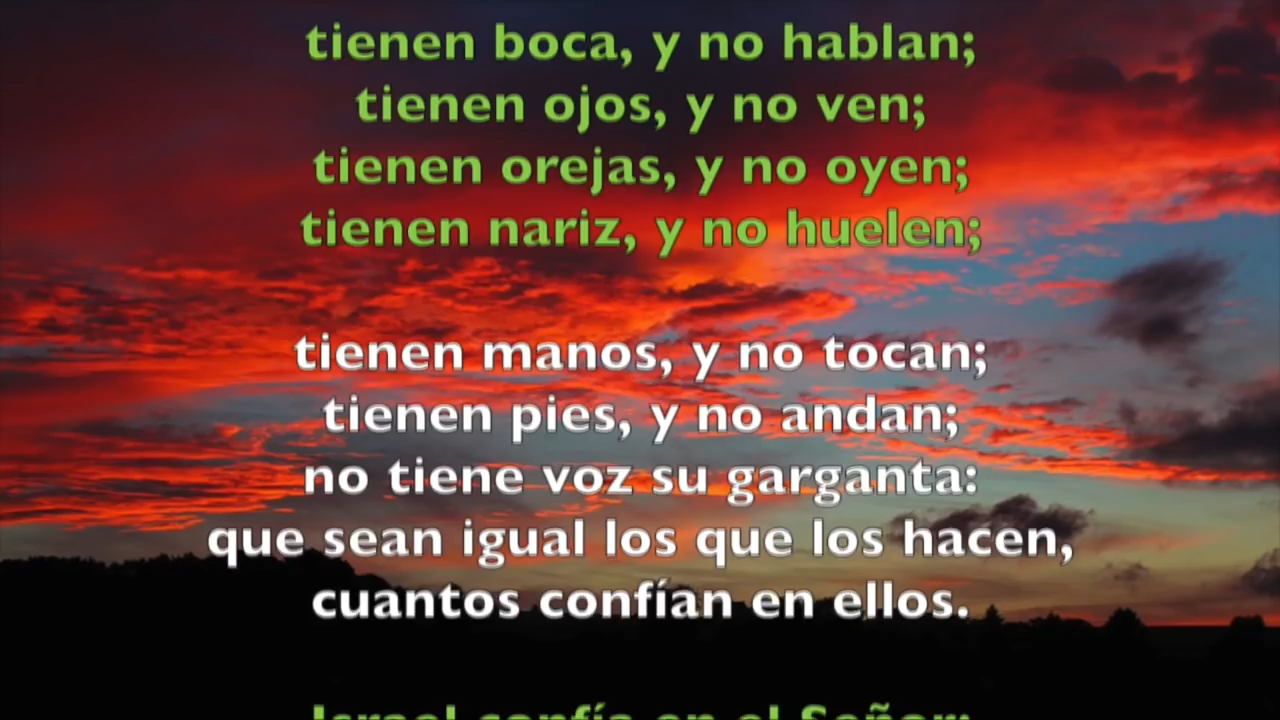 tienen boca, y no hablan;
tienen ojos, y no ven;
tienen orejas, y no oyen;
tienen nariz, y no huelen;
tienen manos, y no tocan;
tienen pies, y no andan;
no tiene voz su garganta:
que sean igual los que los hacen,
cuantos confían en ellos.
Israel confía en el Señor: